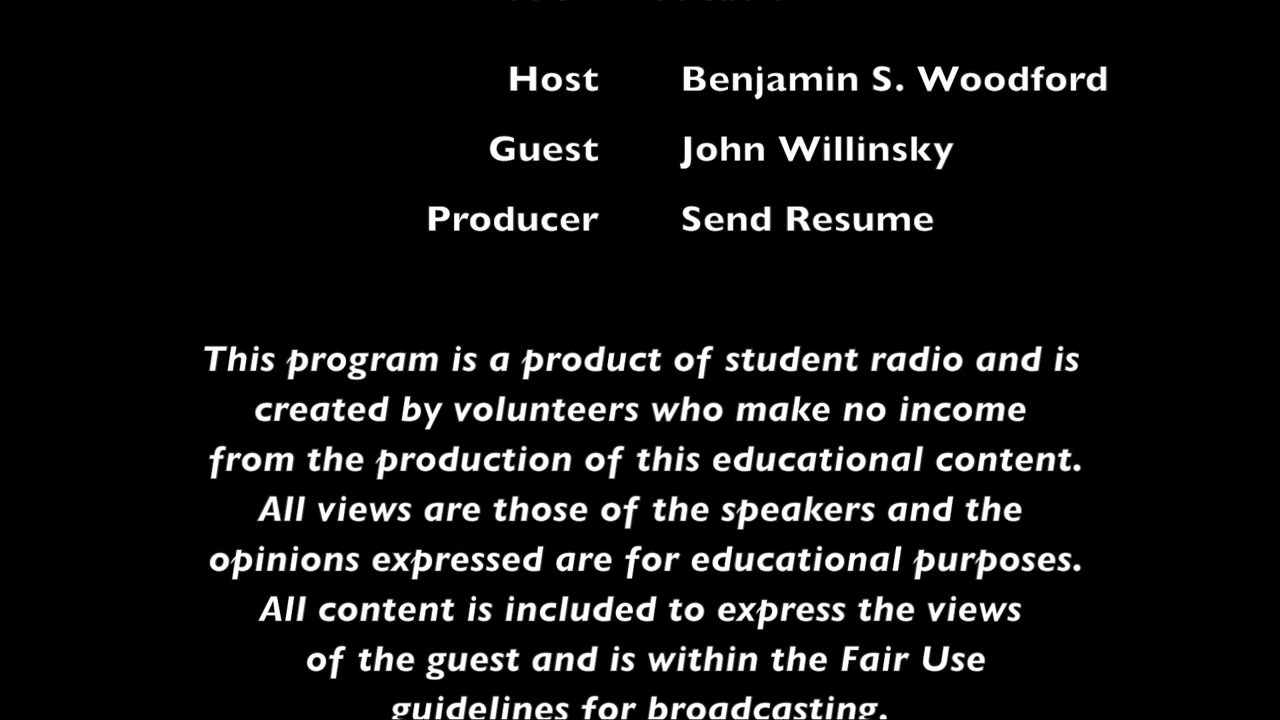 Host Benjamin S. Woodford
Guest John Willinsky
Producer Send Resume
This program is a product of student radio and is
created by volunteers who make no income
from the production of this educational content.
All views are those of the speakers and the
opinions expressed are for educational purposes.
All content is included to express the views
of the guest and is within the Fair Use
guidelines for broadcasting.